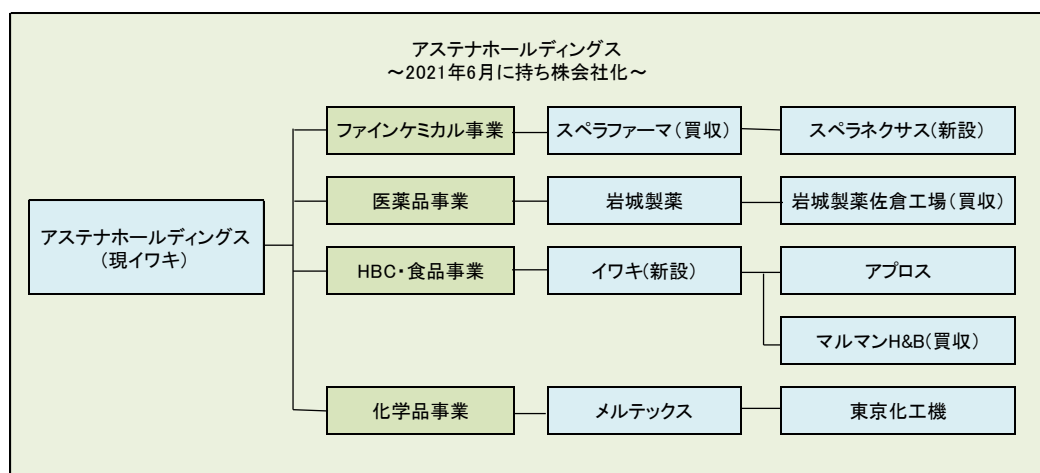 アステナホールディングス
～2021年6月に持ち株会社化～
ファインケミカル事業
スペラファーマ（買収）
スペラネクサス(新設）
医薬品事業
岩城製薬
岩城製薬佐倉工場（買収）
アステナホールディングス
（現イワキ）
HBC・食品事業
イワキ(新設）
アプロス
マルマンH&B(買収）
化学品事業
メルテックス
東京化工機